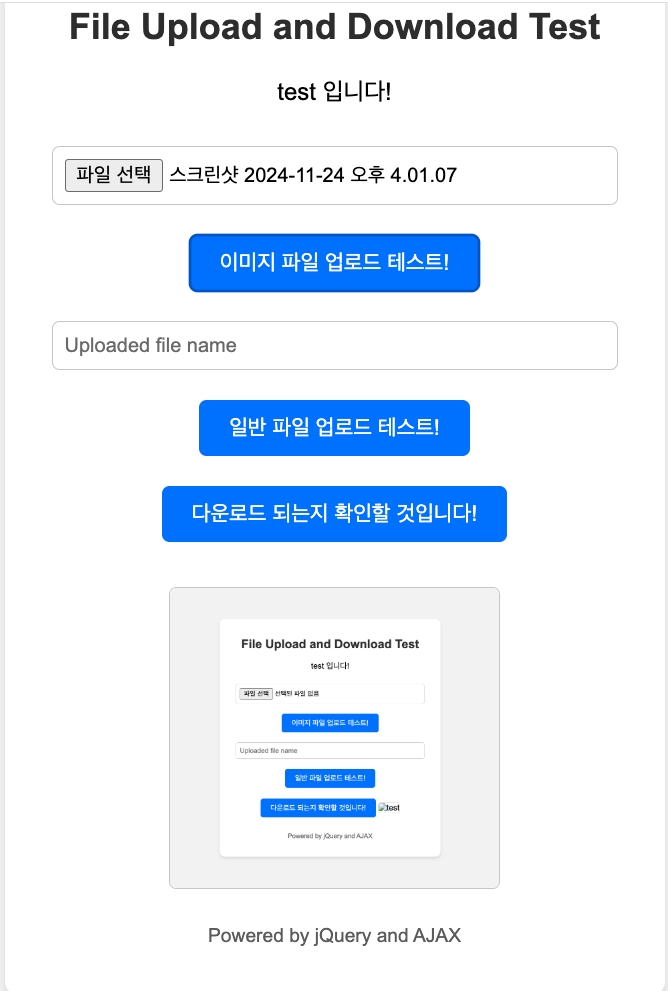 File Upload and Download Test
test 입니다!
파일 선택 스크린샷 2024-11-24 오후 4.01.07
이미지 파일 업로드 테스트!
Uploaded file name
일반 파일 업로드 테스트!
다운로드 되는지 확인할 것입니다!
File Upload and Download Test
test 입니다!
파일 선택 선택된 파일 없음
이미지 파일 업로드 테스트!
Uploaded file name
일반 파일 업로드 테스트!
다운로드 되는지 확인할 것입니다! test
Powered by jQuery and AJAX
Powered by jQuery and AJAX